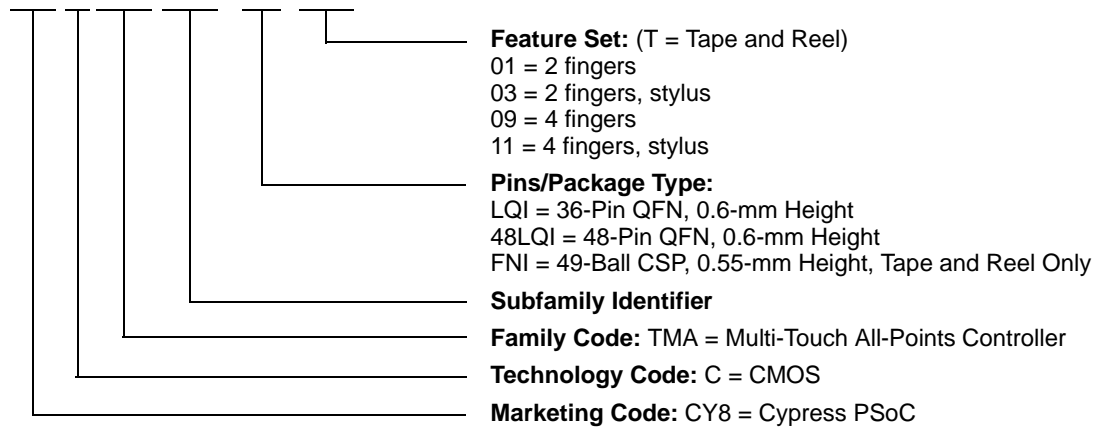 Feature Set: (T = Tape and Reel)
01 = 2 fingers
03 = 2 fingers, stylus
09 = 4 fingers
11 = 4 fingers, stylus
Pins/Package Type:
LQI = 36-Pin QFN, 0.6-mm Height
48LQI = 48-Pin QFN, 0.6-mm Height
FNI = 49-Ball CSP, 0.55-mm Height, Tape and Reel Only
Subfamily Identifier
Family Code: TMA = Multi-Touch All-Points Controller
Technology Code: C = CMOS
Marketing Code: CY8 = Cypress PSoC